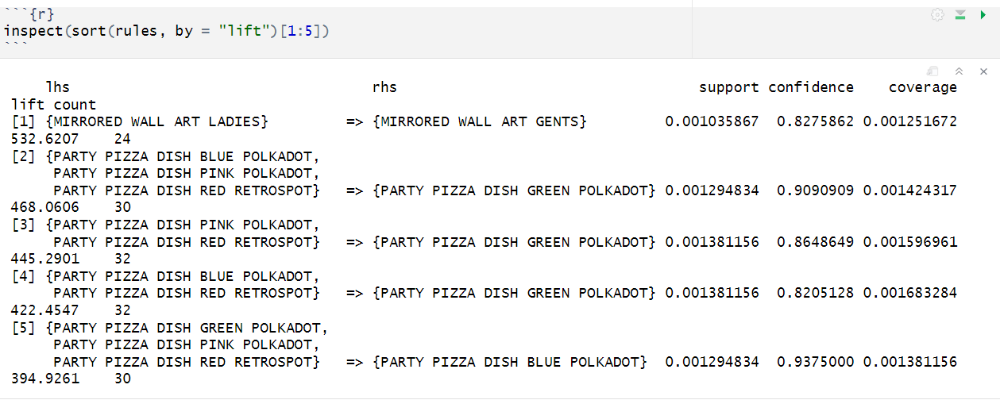 ```{r}
inspect(sort(rules, by = "lift")[1:5])
```
lhs rhs support confidence coverage
lift count
[1] {MIRRORED WALL ART LADIES} => {MIRRORED WALL ART GENTS} 0.001035867 0.8275862 0.001251672
532.6207 24
[2] {PARTY PIZZA DISH BLUE POLKADOT,
PARTY PIZZA DISH PINK POLKADOT,
PARTY PIZZA DISH RED RETROSPOT} => {PARTY PIZZA DISH GREEN POLKADOT} 0.001294834 0.9090909 0.001424317
468.0606 30
[3] {PARTY PIZZA DISH PINK POLKADOT,
PARTY PIZZA DISH RED RETROSPOT} => {PARTY PIZZA DISH GREEN POLKADOT} 0.001381156 0.8648649 0.001596961
445.2901 32
[4] {PARTY PIZZA DISH BLUE POLKADOT,
PARTY PIZZA DISH RED RETROSPOT} => {PARTY PIZZA DISH GREEN POLKADOT} 0.001381156 0.8205128 0.001683284
422.4547 32
[5] {PARTY PIZZA DISH GREEN POLKADOT,
PARTY PIZZA DISH PINK POLKADOT,
PARTY PIZZA DISH RED RETROSPOT} => {PARTY PIZZA DISH BLUE POLKADOT} 0.001294834 0.9375000 0.001381156
394.9261 30